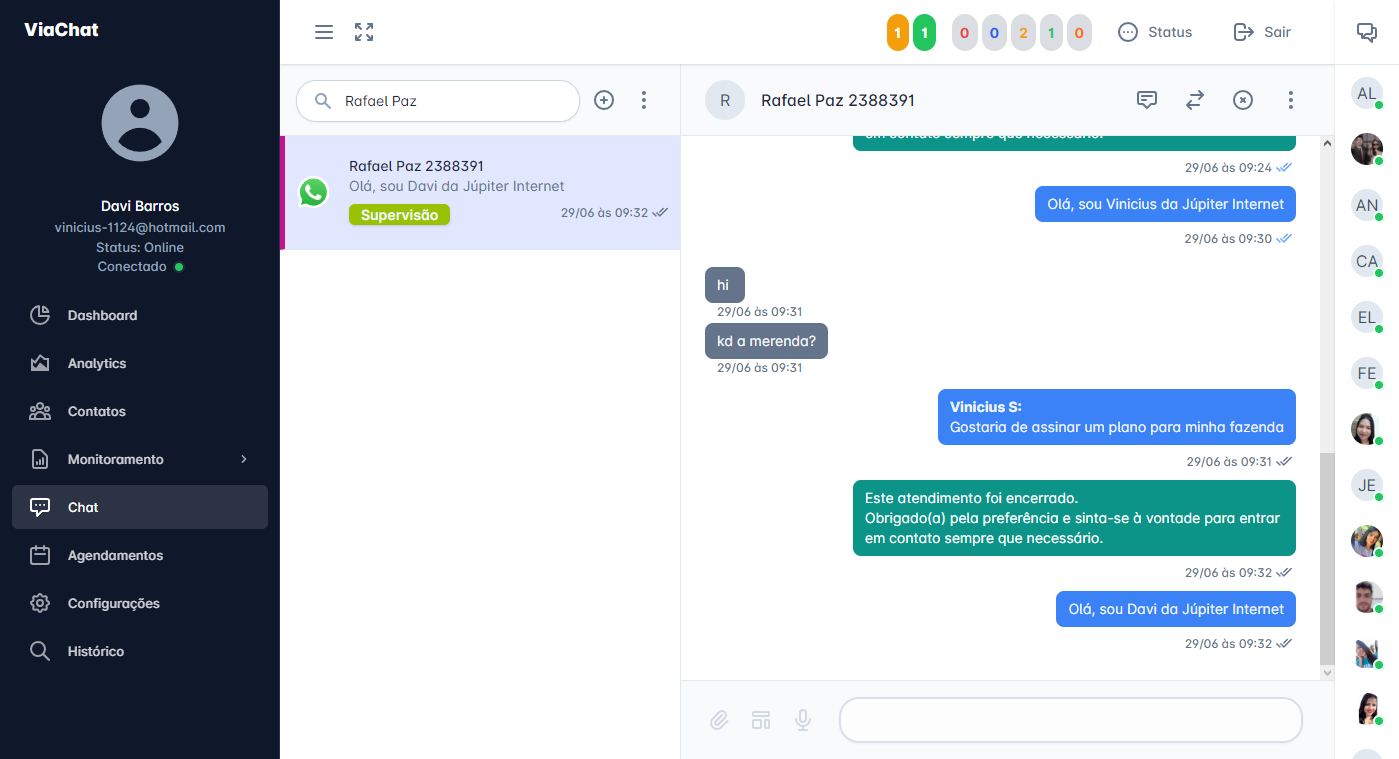 ViaChat
Davi Barros
vinicius-1124@hotmail.com
Status: Online
Conectado
Dashboard
Analytics
Contatos
Monitoramento
Chat
Agendamentos
Configurações
Histórico
1 1 0 0 2 1 0 Status Sair
Rafael Paz
Rafael Paz 2388391
Olá, sou Davi da Júpiter Internet
Supervisão 29/06 às 09:32
R Rafael Paz 2388391
em contato sempre que necessário.
29/06 às 09:24
Olá, sou Vinicius da Júpiter Internet
29/06 às 09:30
hi
29/06 às 09:31
kd a merenda?
29/06 às 09:31
Vinicius S:
Gostaria de assinar um plano para minha fazenda
29/06 às 09:31
Este atendimento foi encerrado.
Obrigado(a) pela preferência e sinta-se à vontade para entrar
em contato sempre que necessário.
29/06 às 09:32
Olá, sou Davi da Júpiter Internet
29/06 às 09:32
AL
AN
CA
EL
FE
JE